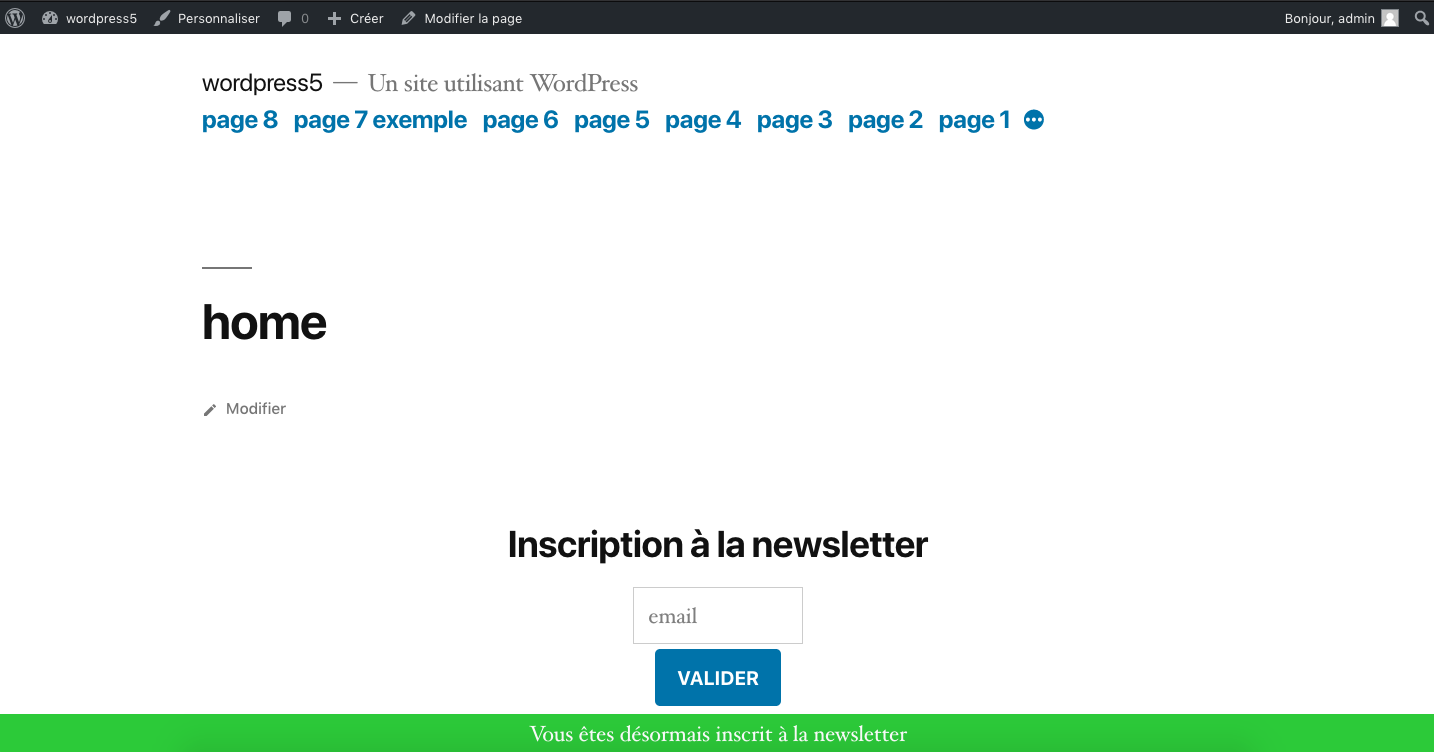 wordpress5 Personnaliser 0 Créer Modifier la page Bonjour, admin
wordpress5 — Un site utilisant WordPress
page 8 page 7 exemple page 6 page 5 page 4 page 3 page 2 page 1
home
Modifier
Inscription à la newsletter
email
VALIDER
Vous êtes désormais inscrit à la newsletter